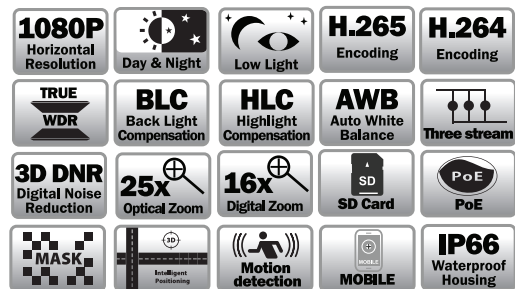 1080P
Horizontal
Resolution
Day & Night
Low Light
H.265
Encoding
H.264
Encoding
TRUE
WDR
BLC
Back Light
Compensation
HLC
Highlight
Compensation
AWB
Auto White
Balance
Three stream
3D DNR
Digital Noise
Reduction
25x
Optical Zoom
16x
Digital Zoom
SD
SD Card
PoE
PoE
MASK
3D
Intelligent
Positioning
Motion
detection
MOBILE
MOBILE
IP66
Waterproof
Housing